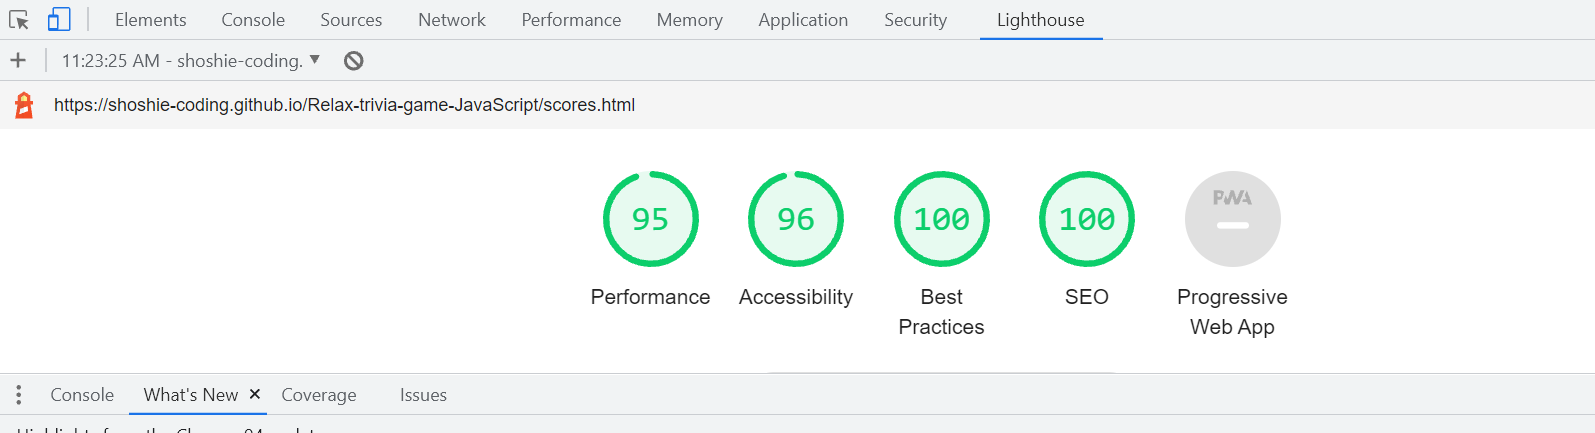 Elements Console Sources Network Performance Memory Application Security Lighthouse
11:23:25 AM - shoshie-coding.
https://shoshie-coding.github.io/Relax-trivia-game-JavaScript/scores.html
95 96 100 100 PWA
Performance Accessibility Best Practices SEO Progressive Web App
Console What's New Coverage Issues